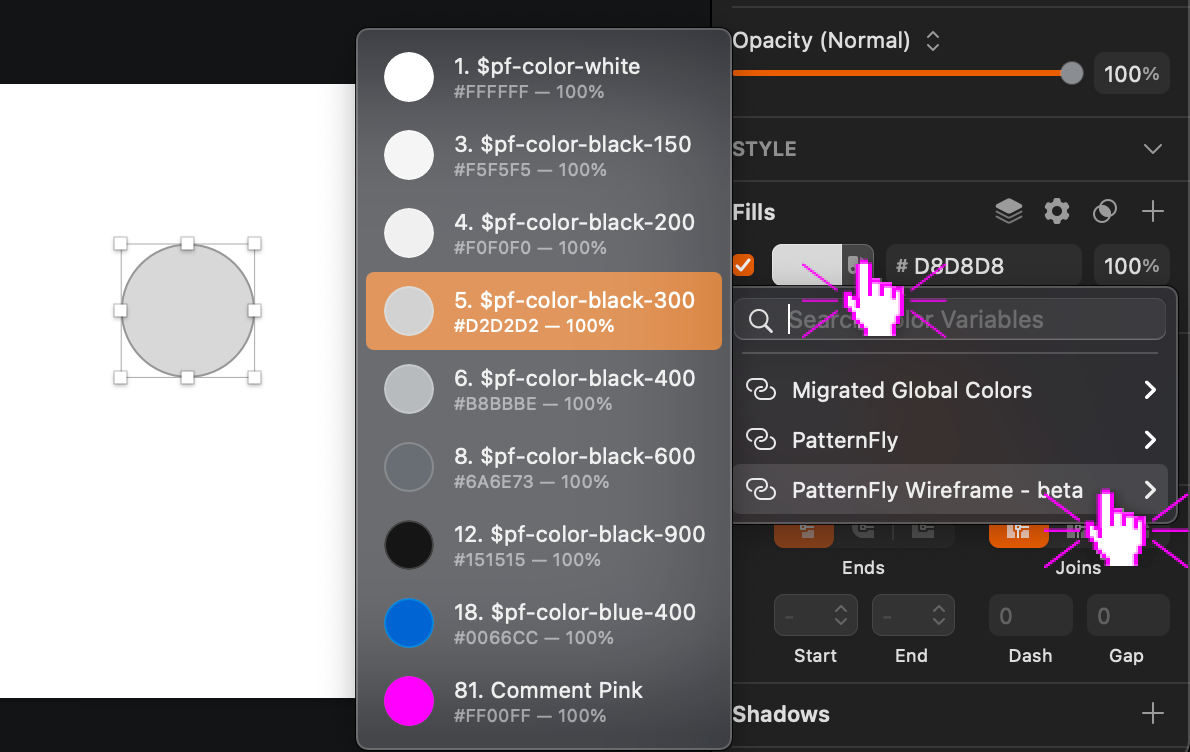 1. $pf-color-white
#FFFFFF — 100%
3. $pf-color-black-150
#F5F5F5 — 100%
4. $pf-color-black-200
#F0F0F0 — 100%
5. $pf-color-black-300
#D2D2D2 — 100%
6. $pf-color-black-400
#B8BBBE — 100%
8. $pf-color-black-600
#6A6E73 — 100%
12. $pf-color-black-900
#151515 — 100%
18. $pf-color-blue-400
#0066CC — 100%
81. Comment Pink
#FF00FF — 100%
Opacity (Normal)
100%
STYLE
Fills
# D8D8D8 100%
Search Color Variables
Migrated Global Colors
PatternFly
PatternFly Wireframe - beta
Ends Joins
- - 0 0
Start End Dash Gap
Shadows